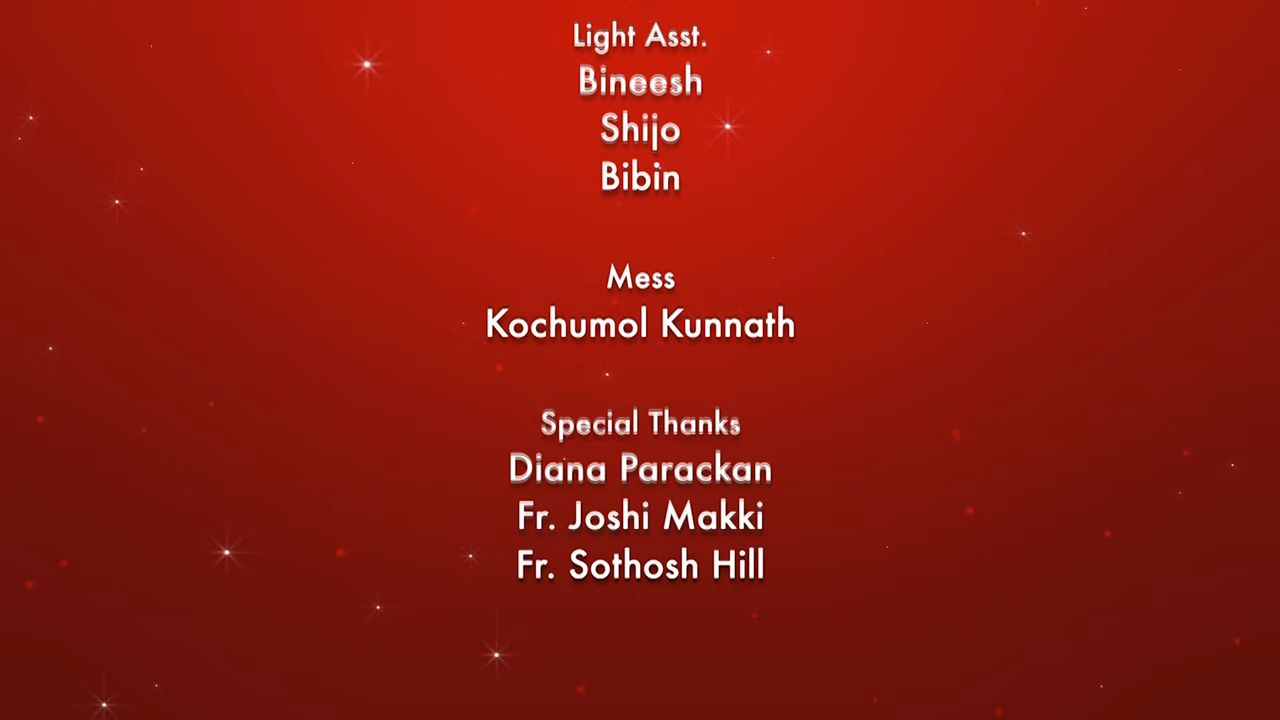 Light Asst.
Bineesh
Shijo
Bibin
Mess
Kochumol Kunnath
Special Thanks
Diana Parackan
Fr. Joshi Makki
Fr. Sothosh Hill